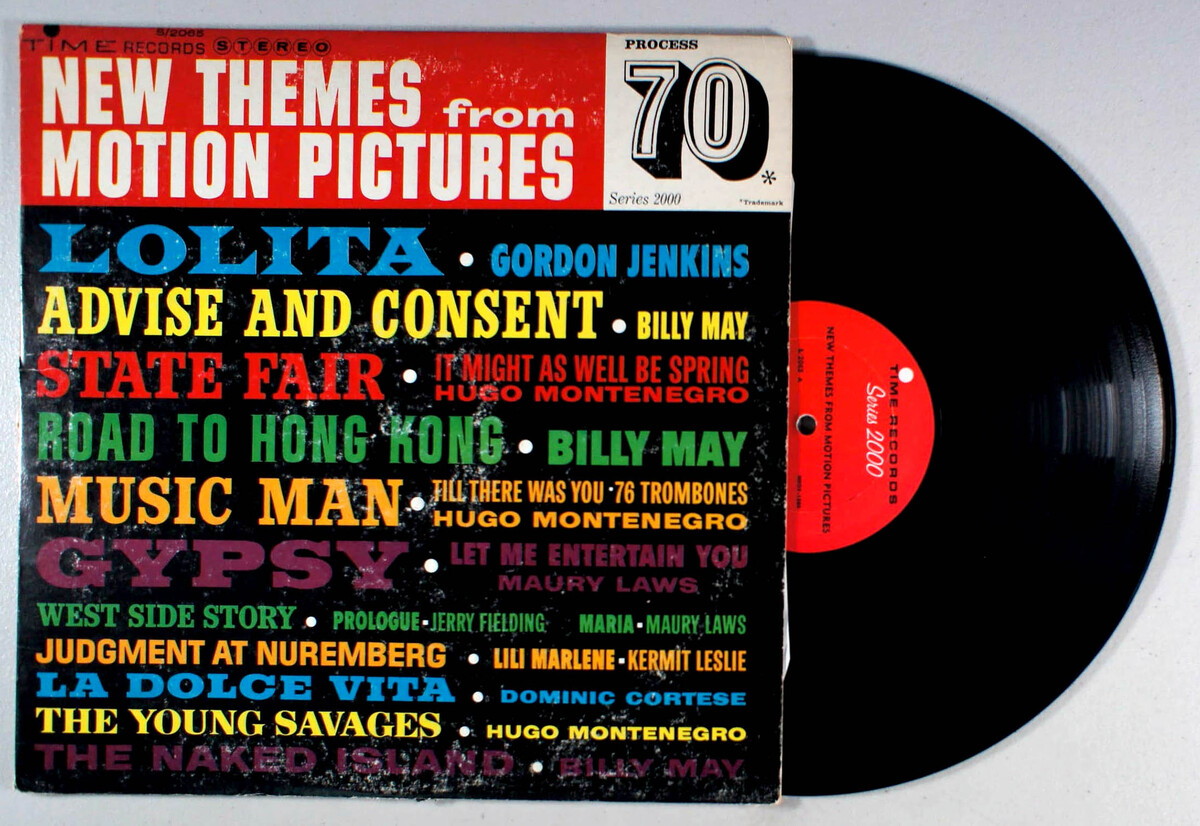 S/2065
TIME RECORDS STEREO
NEW THEMES from
MOTION PICTURES
PROCESS
70*
Series 2000 *Trademark
LOLITA • GORDON JENKINS
ADVISE AND CONSENT • BILLY MAY
STATE FAIR • IT MIGHT AS WELL BE SPRING
HUGO MONTENEGRO
ROAD TO HONG KONG • BILLY MAY
MUSIC MAN • TILL THERE WAS YOU • 76 TROMBONES
HUGO MONTENEGRO
GYPSY • LET ME ENTERTAIN YOU
MAURY LAWS
WEST SIDE STORY • PROLOGUE-JERRY FIELDING MARIA-MAURY LAWS
JUDGMENT AT NUREMBERG • LILI MARLENE-KERMIT LESLIE
LA DOLCE VITA • DOMINIC CORTESE
THE YOUNG SAVAGES • HUGO MONTENEGRO
THE NAKED ISLAND • BILLY MAY
TIME RECORDS
Series 2000
NEW THEMES FROM MOTION PICTURES